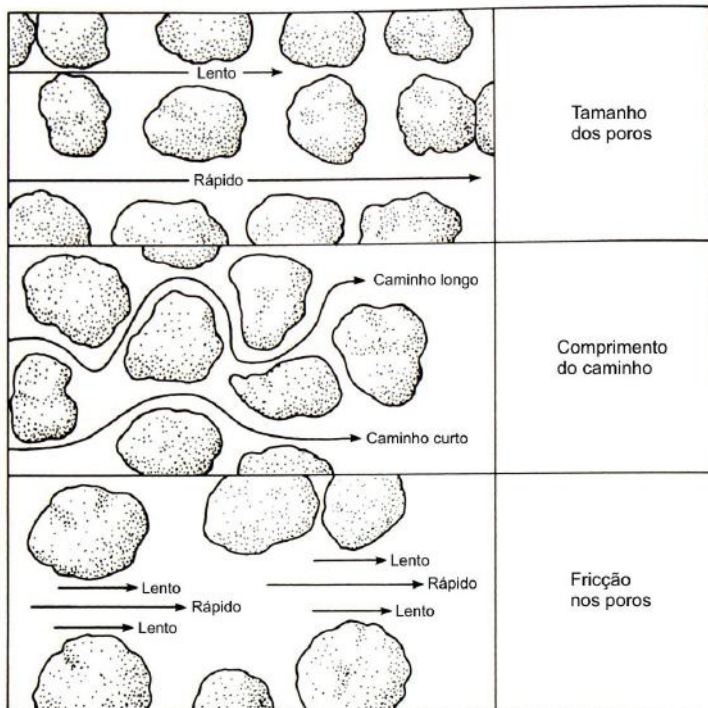 Lento
Rápido
Tamanho
dos poros
Caminho longo
Caminho curto
Comprimento
do caminho
Lento
Rápido
Lento
Lento
Rápido
Lento
Fricção
nos poros